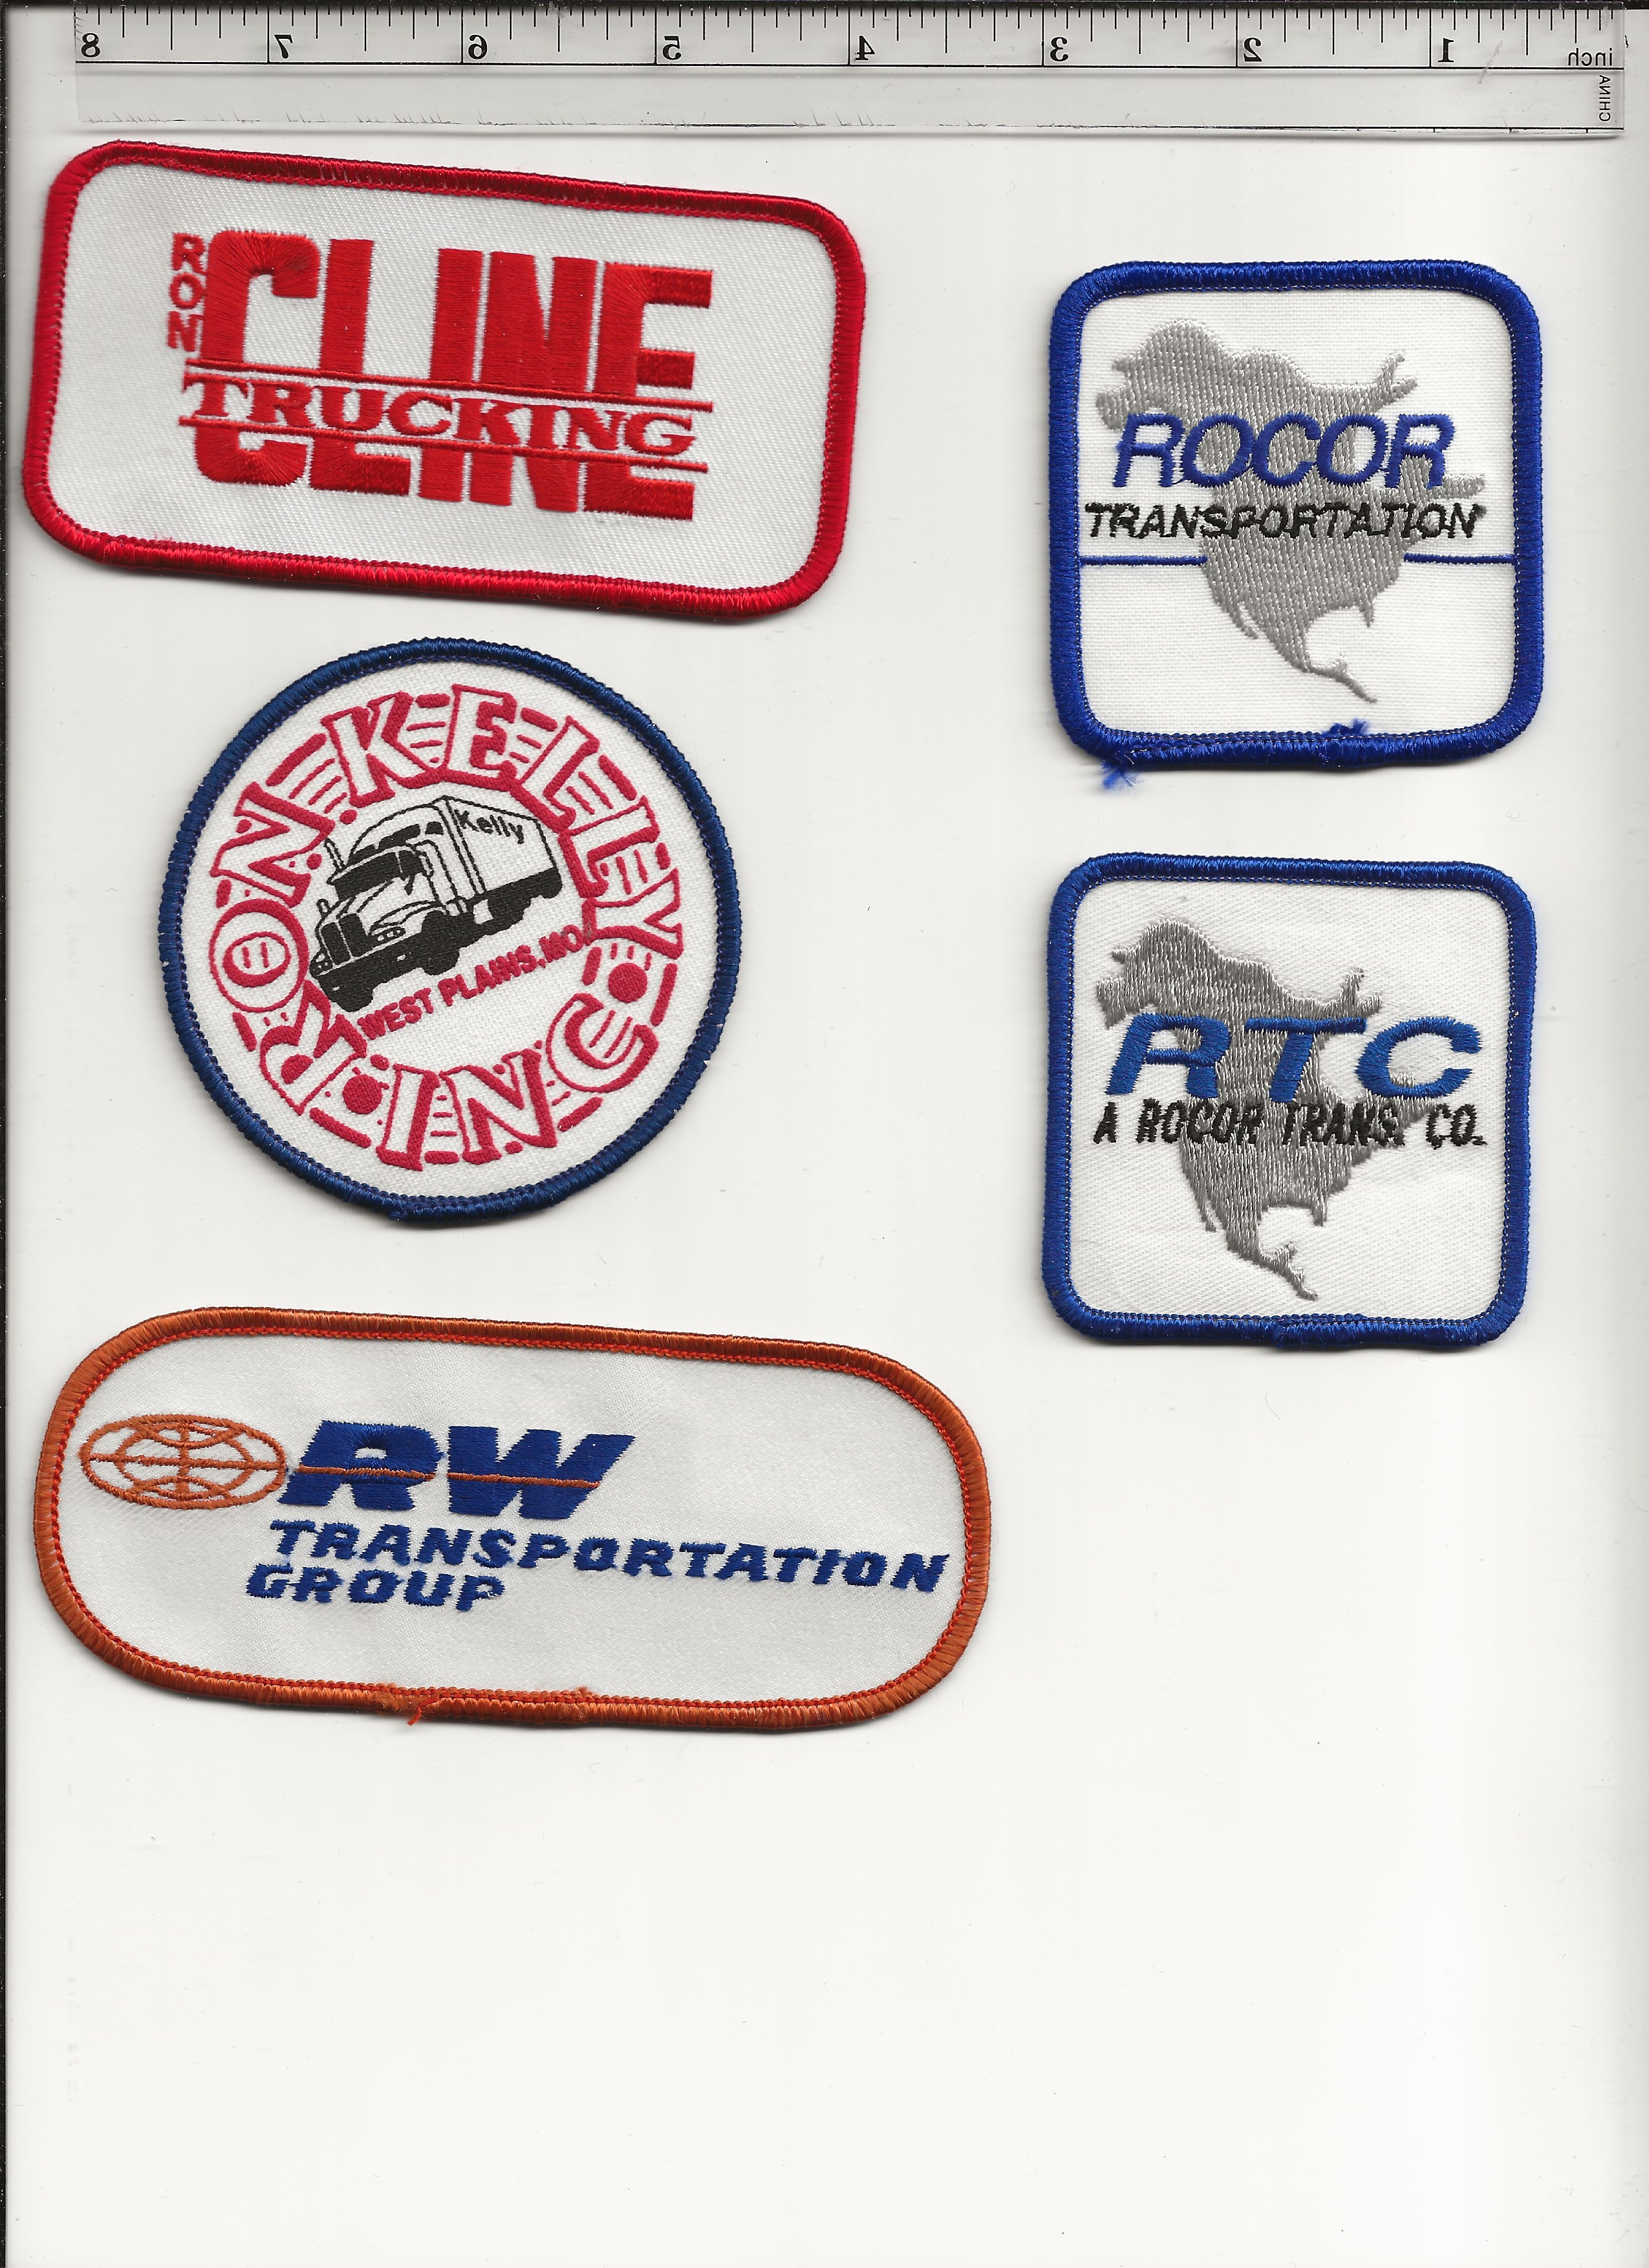 8 7 6 5 4 3 2 1 inch
CHINA
RON
CLINE
TRUCKING
ROCOR
TRANSPORTATION
RON KELLY
Kelly
WEST PLAINS, MO.
INC
RTC
A ROCOR TRANS. CO.
RW
TRANSPORTATION
GROUP